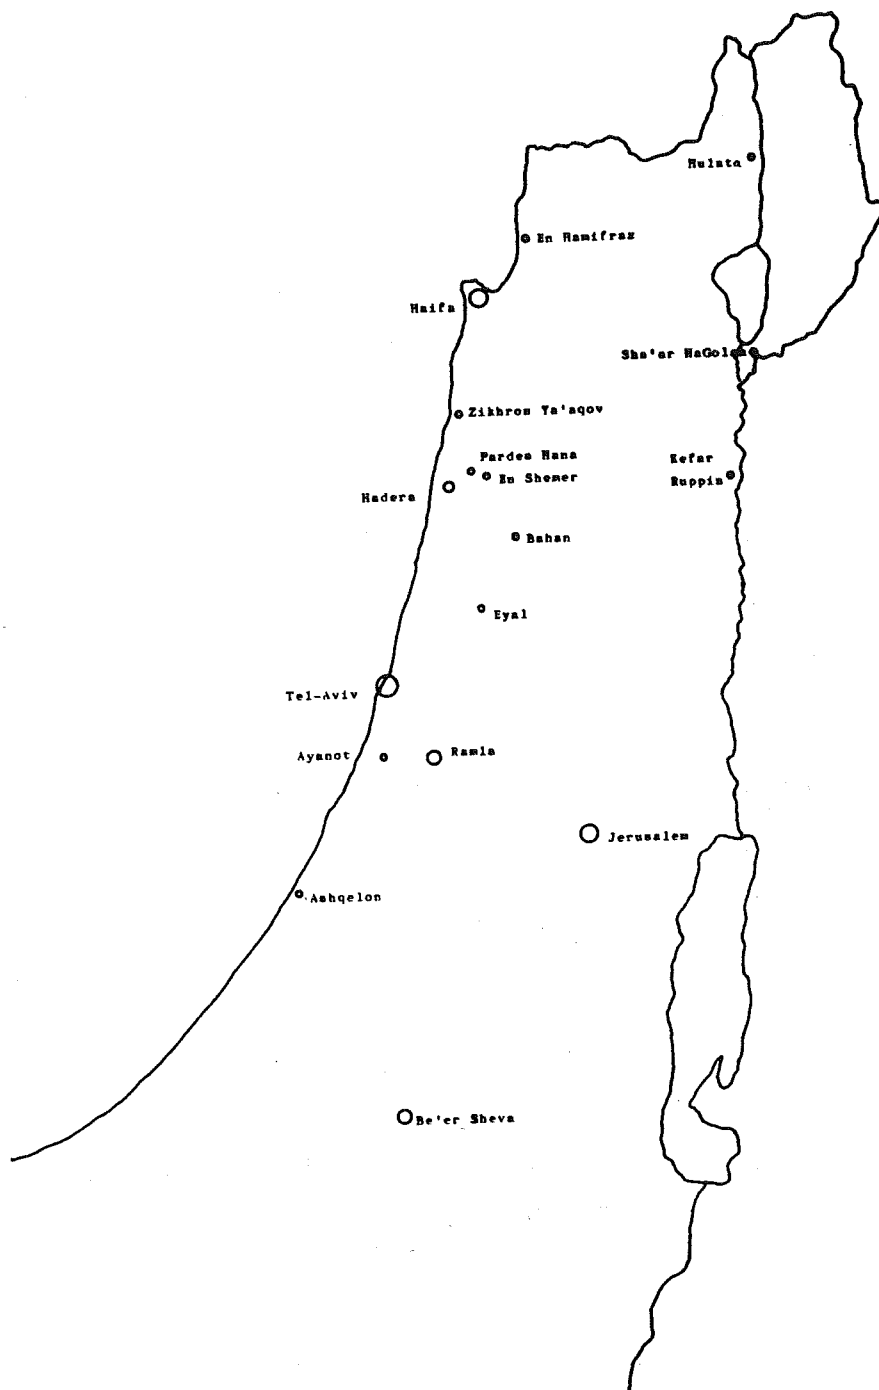 Hulata
En Hamifraz
Haifa
Sha'ar HaGolan
Zikhron Ya'aqov
Pardes Hana
En Shemer
Kefar
Ruppin
Hadera
Bahan
Eyal
Tel-Aviv
Ayanot
Ramla
Jerusalem
Ashqelon
Be'er Sheva